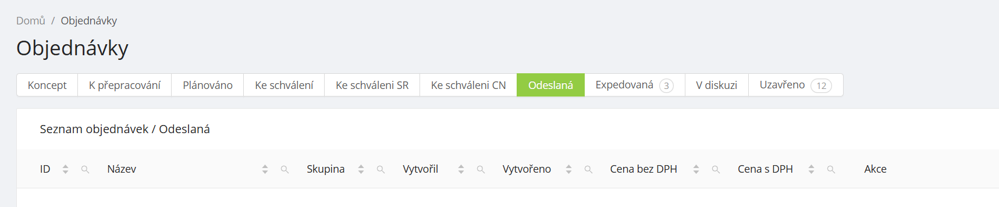 Domů / Objednávky
Objednávky
Koncept K přepracování Plánováno Ke schválení Ke schváleni SR Ke schváleni CN Odeslaná Expedovaná 3 V diskuzi Uzavřeno 12
Seznam objednávek / Odeslaná
ID Název Skupina Vytvořil Vytvořeno Cena bez DPH Cena s DPH Akce